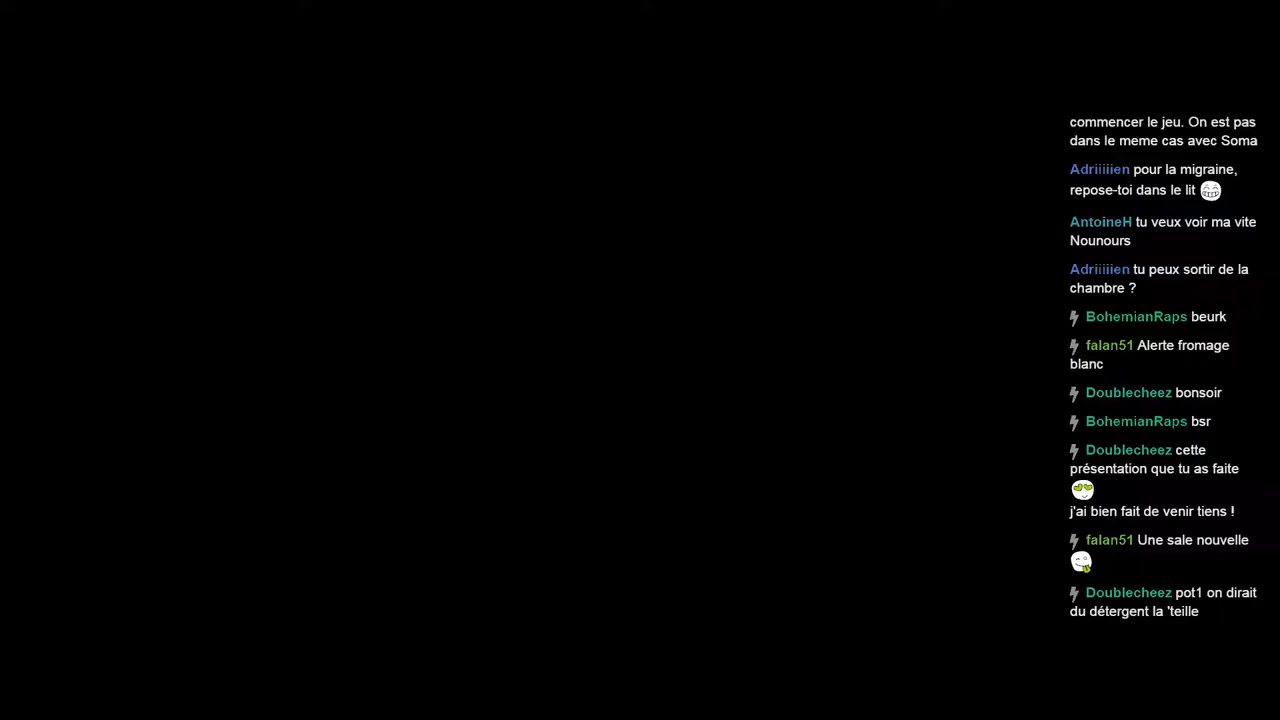 commencer le jeu. On est pas
dans le meme cas avec Soma
Adriiiiien pour la migraine,
repose-toi dans le lit
AntoineH tu veux voir ma vite
Nounours
Adriiiiien tu peux sortir de la
chambre ?
BohemianRaps beurk
falan51 Alerte fromage
blanc
Doublecheez bonsoir
BohemianRaps bsr
Doublecheez cette
présentation que tu as faite
j'ai bien fait de venir tiens !
falan51 Une sale nouvelle
Doublecheez pot1 on dirait
du détergent la 'teille